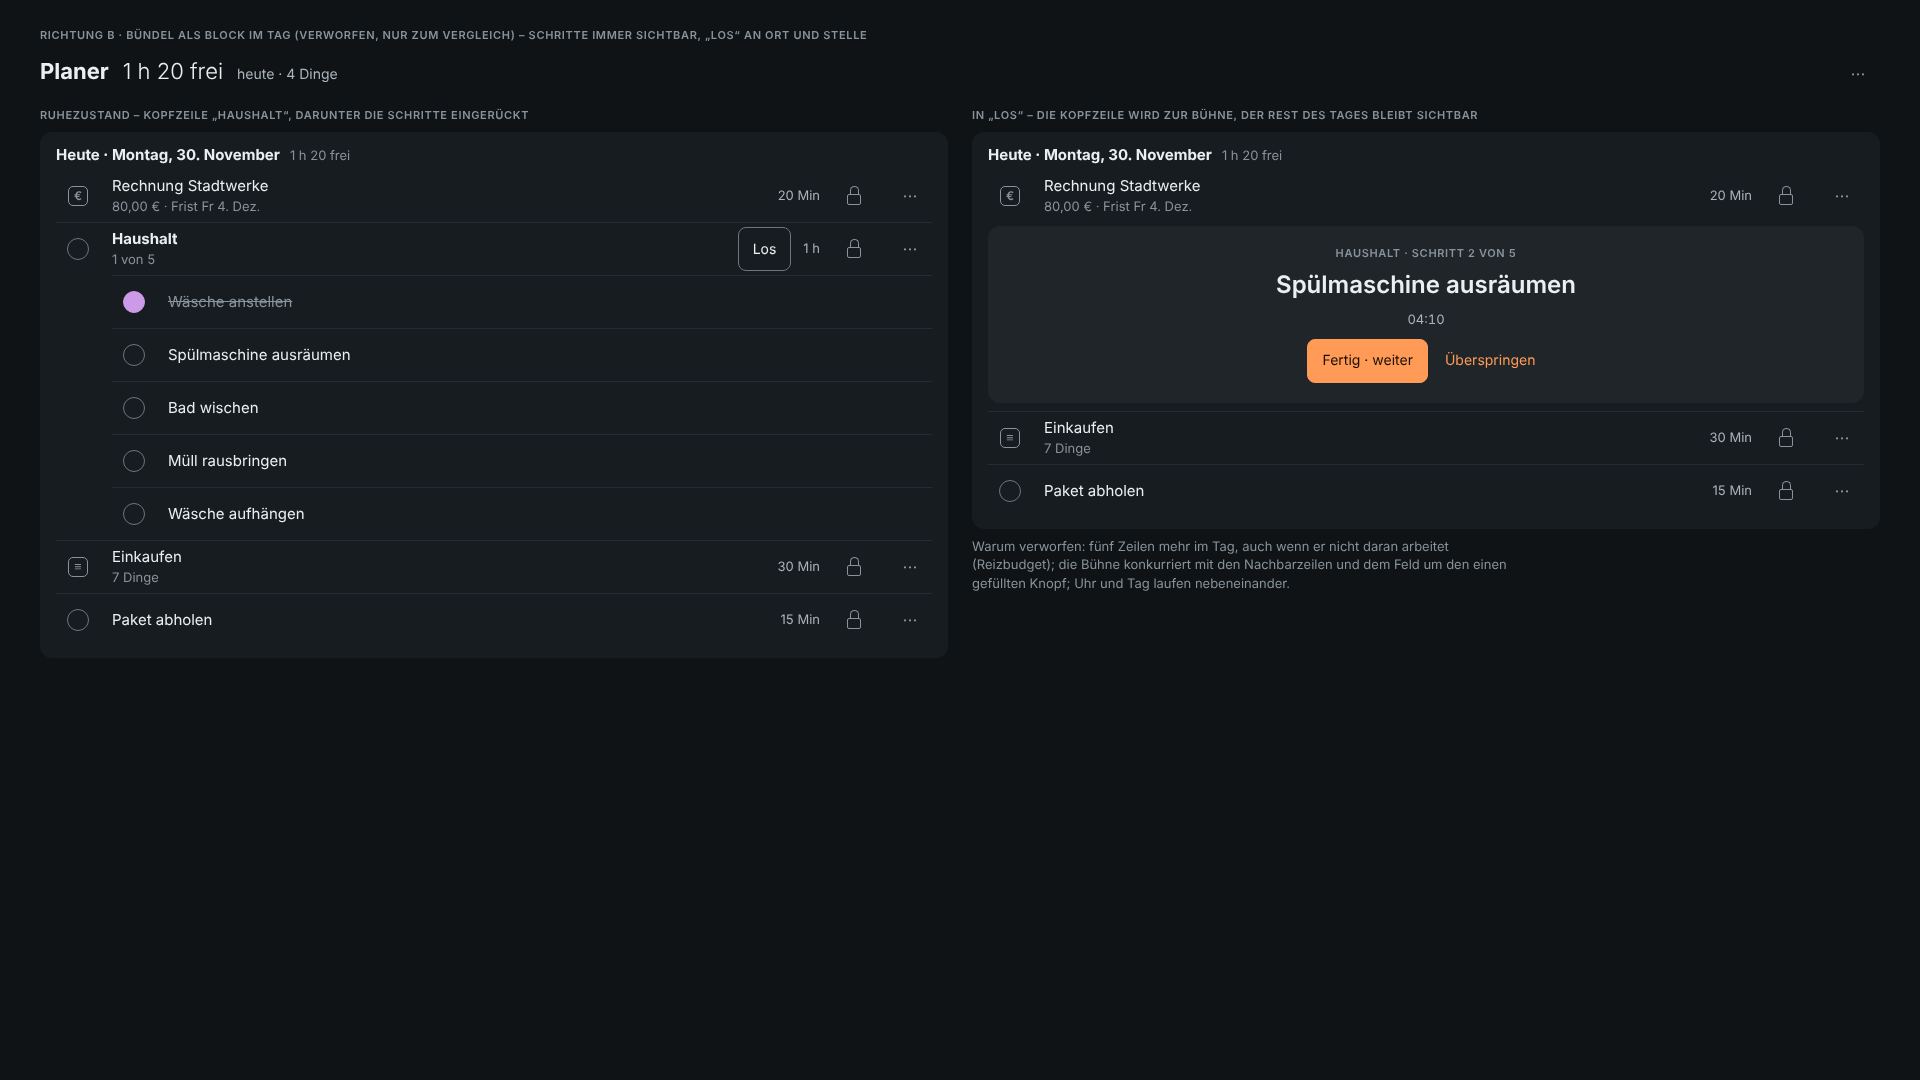 RICHTUNG B · BÜNDEL ALS BLOCK IM TAG (VERWORFEN, NUR ZUM VERGLEICH) – SCHRITTE IMMER SICHTBAR, „LOS“ AN ORT UND STELLE
Planer 1 h 20 frei heute · 4 Dinge ···
RUHEZUSTAND – KOPFZEILE „HAUSHALT“, DARUNTER DIE SCHRITTE EINGERÜCKT
Heute · Montag, 30. November 1 h 20 frei
€ Rechnung Stadtwerke 20 Min ···
80,00 € · Frist Fr 4. Dez.
Haushalt Los 1 h ···
1 von 5
Wäsche anstellen
Spülmaschine ausräumen
Bad wischen
Müll rausbringen
Wäsche aufhängen
Einkaufen 30 Min ···
7 Dinge
Paket abholen 15 Min ···
IN „LOS“ – DIE KOPFZEILE WIRD ZUR BÜHNE, DER REST DES TAGES BLEIBT SICHTBAR
Heute · Montag, 30. November 1 h 20 frei
€ Rechnung Stadtwerke 20 Min ···
80,00 € · Frist Fr 4. Dez.
HAUSHALT · SCHRITT 2 VON 5
Spülmaschine ausräumen
04:10
Fertig · weiter Überspringen
Einkaufen 30 Min ···
7 Dinge
Paket abholen 15 Min ···
Warum verworfen: fünf Zeilen mehr im Tag, auch wenn er nicht daran arbeitet
(Reizbudget); die Bühne konkurriert mit den Nachbarzeilen und dem Feld um den einen
gefüllten Knopf; Uhr und Tag laufen nebeneinander.